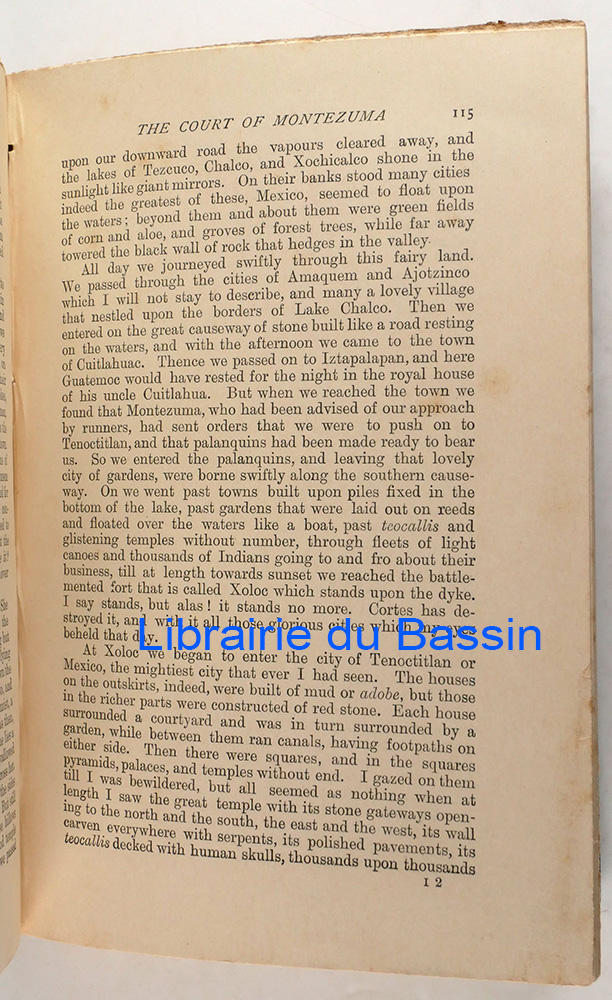 THE COURT OF MONTEZUMA 115
upon our downward road the vapours cleared away, and
the lakes of Tezcuco, Chalco, and Xochicalco shone in the
sunlight like giant mirrors. On their banks stood many cities
indeed the greatest of these, Mexico, seemed to float upon
the waters; beyond them and about them were green fields
of corn and aloe, and groves of forest trees, while far away
towered the black wall of rock that hedges in the valley.
All day we journeyed swiftly through this fairy land.
We passed through the cities of Amaquem and Ajotzinco
which I will not stay to describe, and many a lovely village
that nestled upon the borders of Lake Chalco. Then we
entered on the great causeway of stone built like a road resting
on the waters, and with the afternoon we came to the town
of Cuitlahuac. Thence we passed on to Iztapalapan, and here
Guatemoc would have rested for the night in the royal house
of his uncle Cuitlahua. But when we reached the town we
found that Montezuma, who had been advised of our approach
by runners, had sent orders that we were to push on to
Tenoctitlan, and that palanquins had been made ready to bear
us. So we entered the palanquins, and leaving that lovely
city of gardens, were borne swiftly along the southern cause-
way. On we went past towns built upon piles fixed in the
bottom of the lake, past gardens that were laid out on reeds
and floated over the waters like a boat, past teocallis and
glistening temples without number, through fleets of light
canoes and thousands of Indians going to and fro about their
business, till at length towards sunset we reached the battle-
mented fort that is called Xoloc which stands upon the dyke.
I say stands, but alas! it stands no more. Cortes has de-
stroyed it, and with it all those glorious cities which my eyes
beheld that day.
Librairie du Bassin
At Xoloc we began to enter the city of Tenoctitlan or
Mexico, the mightiest city that ever I had seen. The houses
on the outskirts, indeed, were built of mud or adobe, but those
in the richer parts were constructed of red stone. Each house
surrounded a courtyard and was in turn surrounded by a
garden, while between them ran canals, having footpaths on
either side. Then there were squares, and in the squares
pyramids, palaces, and temples without end. I gazed on them
till I was bewildered, but all seemed as nothing when at
length I saw the great temple with its stone gateways open-
ing to the north and the south, the east and the west, its wall
carven everywhere with serpents, its polished pavements, its
teocallis decked with human skulls, thousands upon thousands
I 2